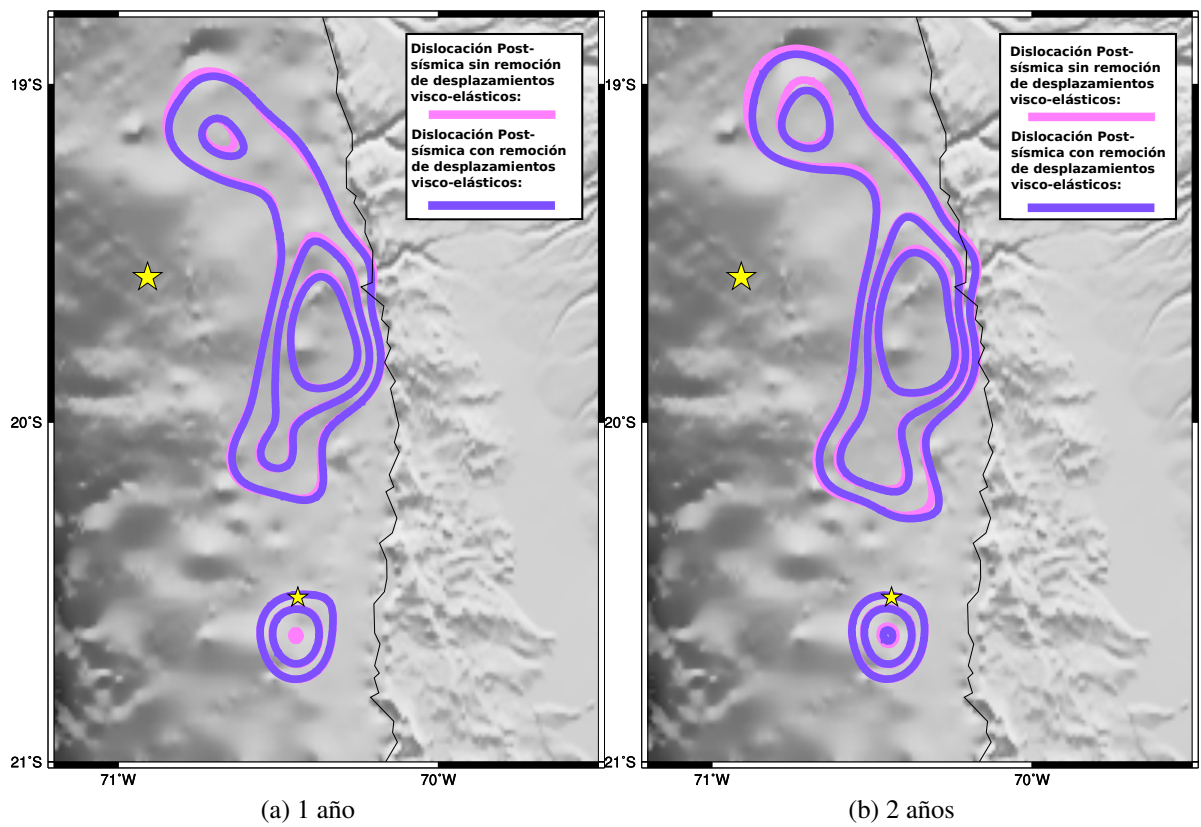 Dislocación Post-
sísmica sin remoción
de desplazamientos
visco-elásticos:
Dislocación Post-
sísmica con remoción
de desplazamientos
visco-elásticos:
19˚S
20˚S
21˚S
71˚W
70˚W
(a) 1 año
Dislocación Post-
sísmica sin remoción
de desplazamientos
visco-elásticos:
Dislocación Post-
sísmica con remoción
de desplazamientos
visco-elásticos:
19˚S
20˚S
21˚S
71˚W
70˚W
(b) 2 años